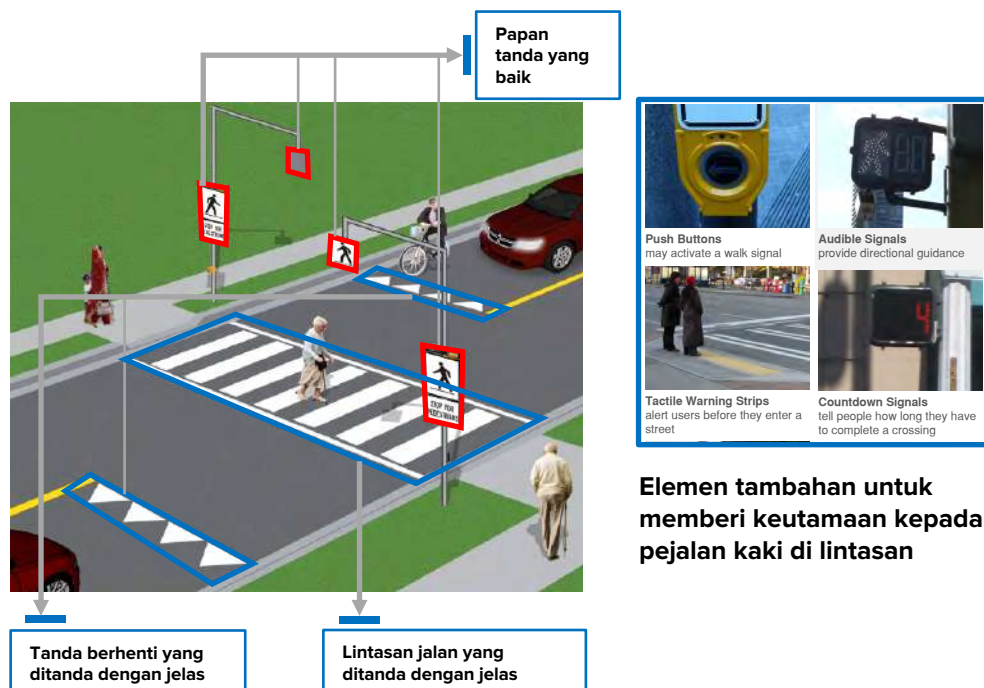 Papan
tanda yang
baik
STOP FOR
PEDESTRIANS
Push Buttons
may activate a walk signal
Audible Signals
provide directional guidance
Tactile Warning Strips
alert users before they enter a
street
Countdown Signals
tell people how long they have
to complete a crossing
Elemen tambahan untuk
memberi keutamaan kepada
pejalan kaki di lintasan
Tanda berhenti yang
ditanda dengan jelas
Lintasan jalan yang
ditanda dengan jelas